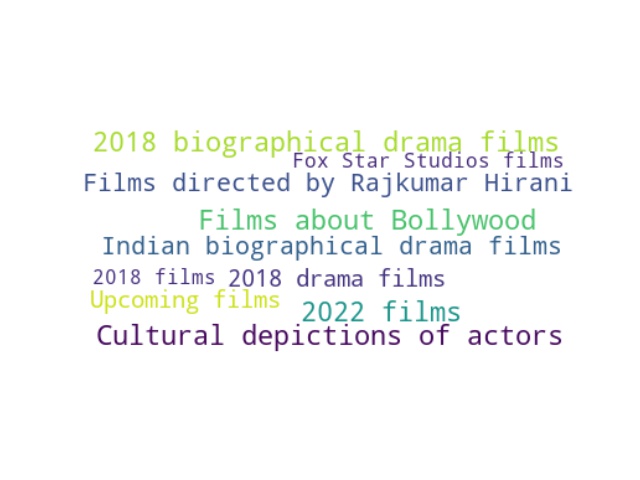 2018 biographical drama films
Fox Star Studios films
Films directed by Rajkumar Hirani
Films about Bollywood
Indian biographical drama films
2018 films 2018 drama films
Upcoming films
2022 films
Cultural depictions of actors